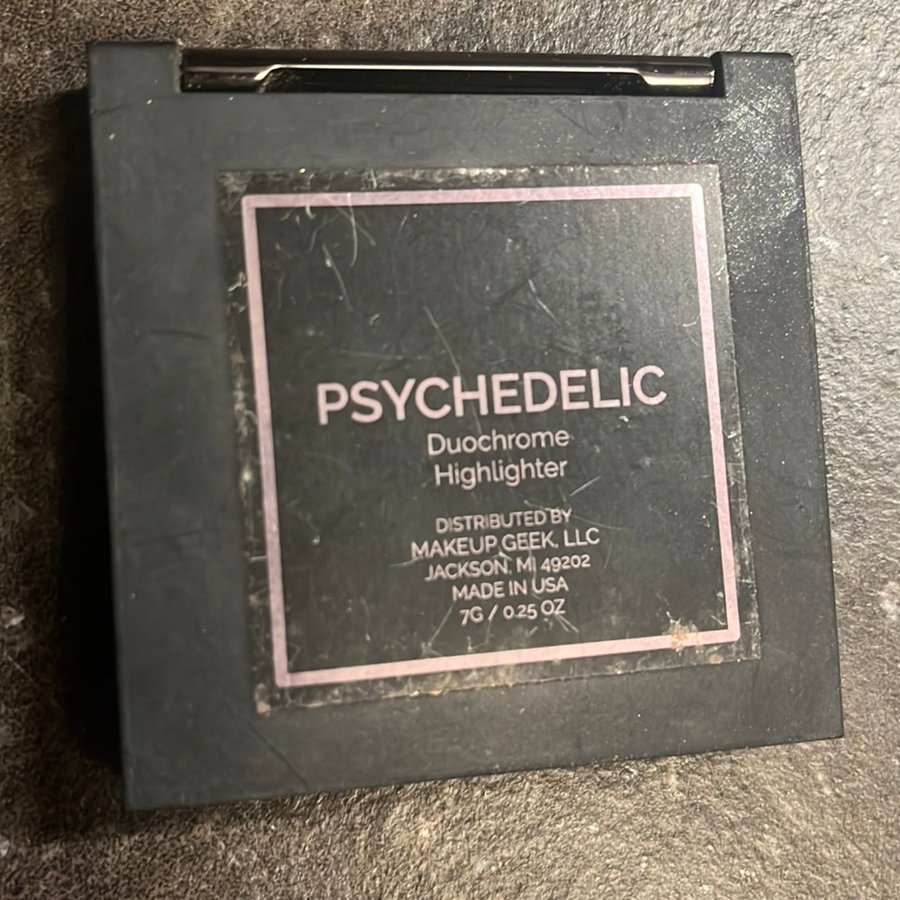 PSYCHEDELIC
Duochrome
Highlighter
DISTRIBUTED BY
MAKEUP GEEK, LLC
JACKSON, MI 49202
MADE IN USA
7G / 0.25 OZ